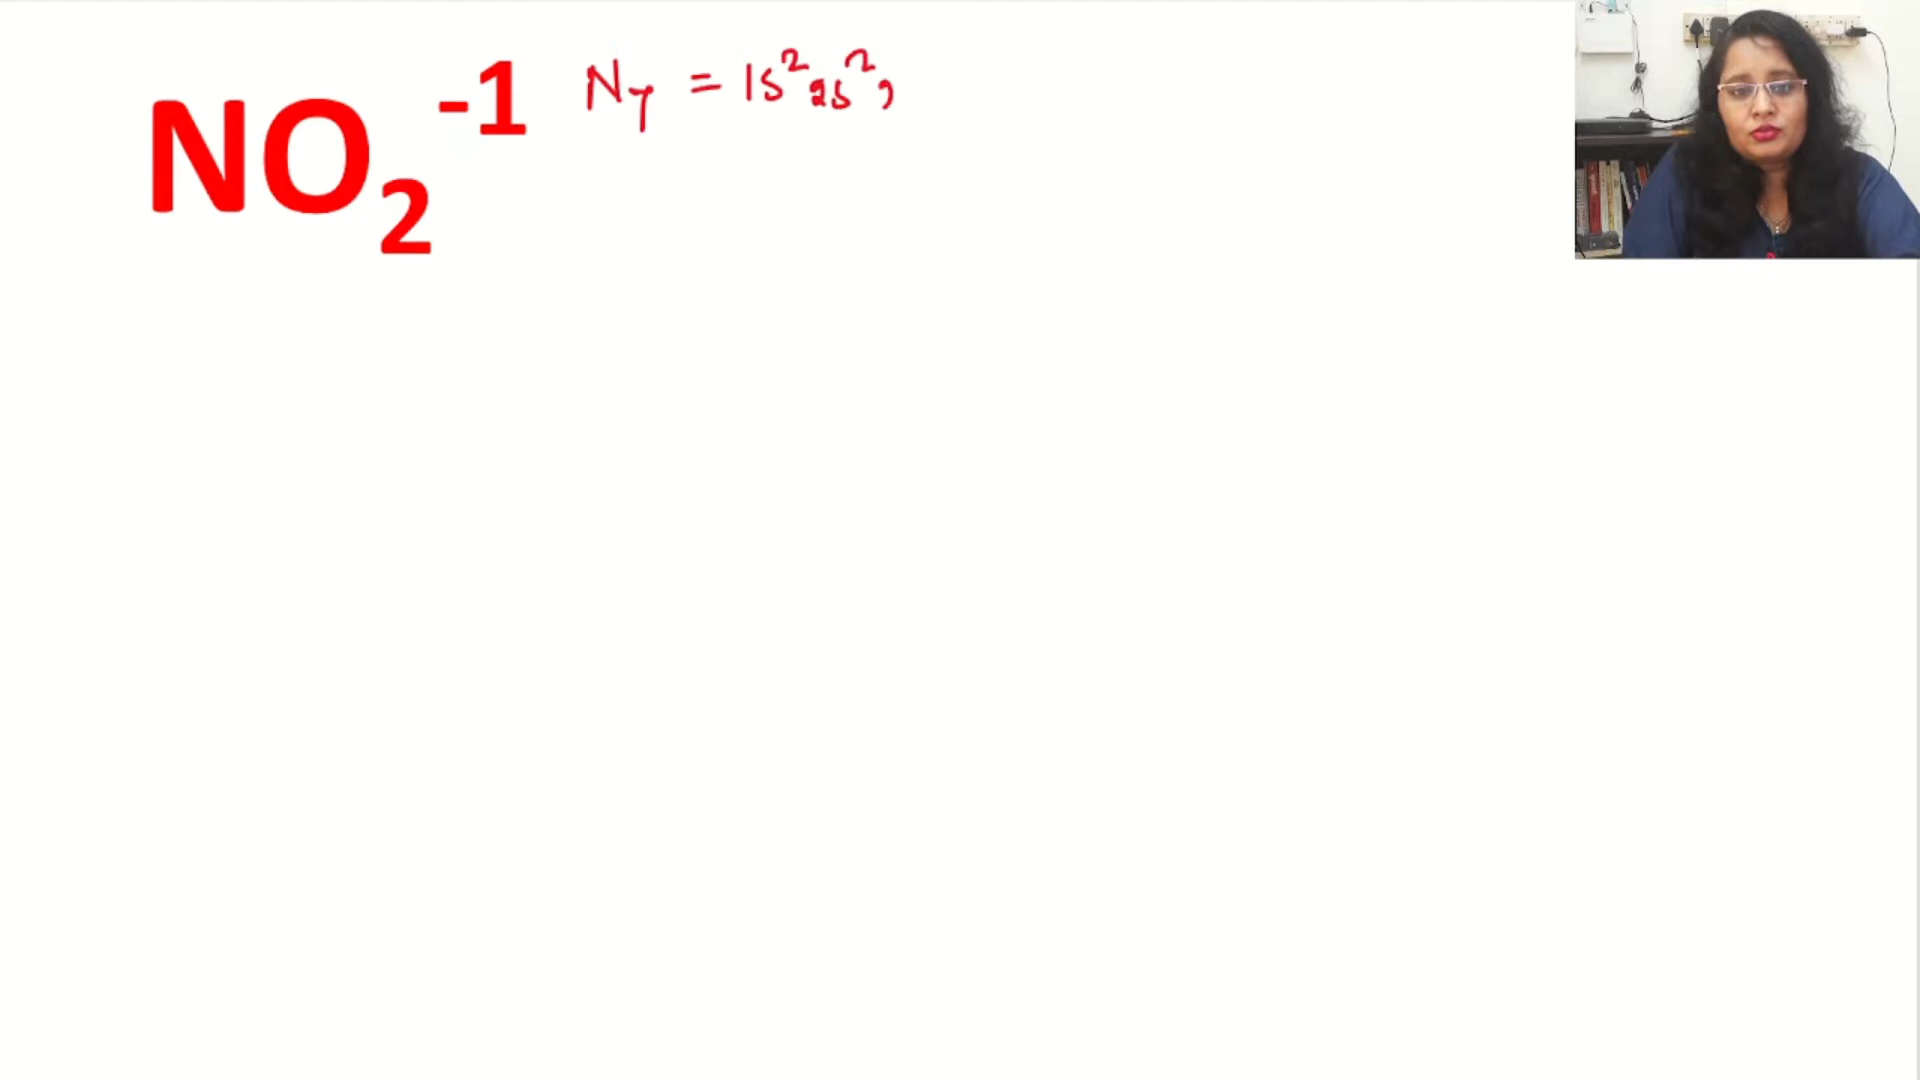 NO₂⁻¹ N₇ = 1s² 2s²,